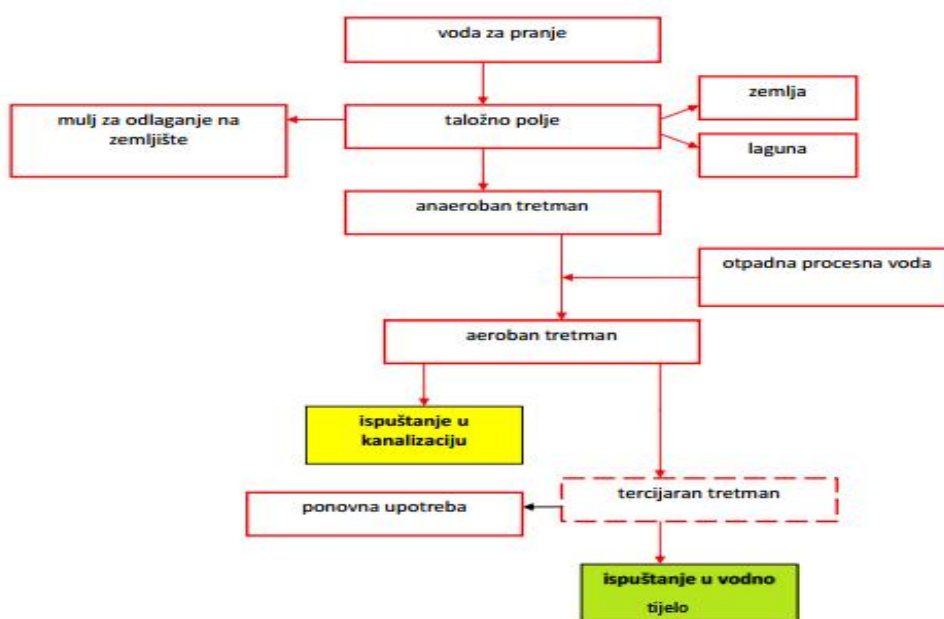 voda za pranje
zemlja
mulj za odlaganje na
zemljište
taložno polje
laguna
anaeroban tretman
otpadna procesna voda
aeroban tretman
ispuštanje u
kanalizaciju
tercijaran tretman
ponovna upotreba
ispuštanje u vodno
tijelo